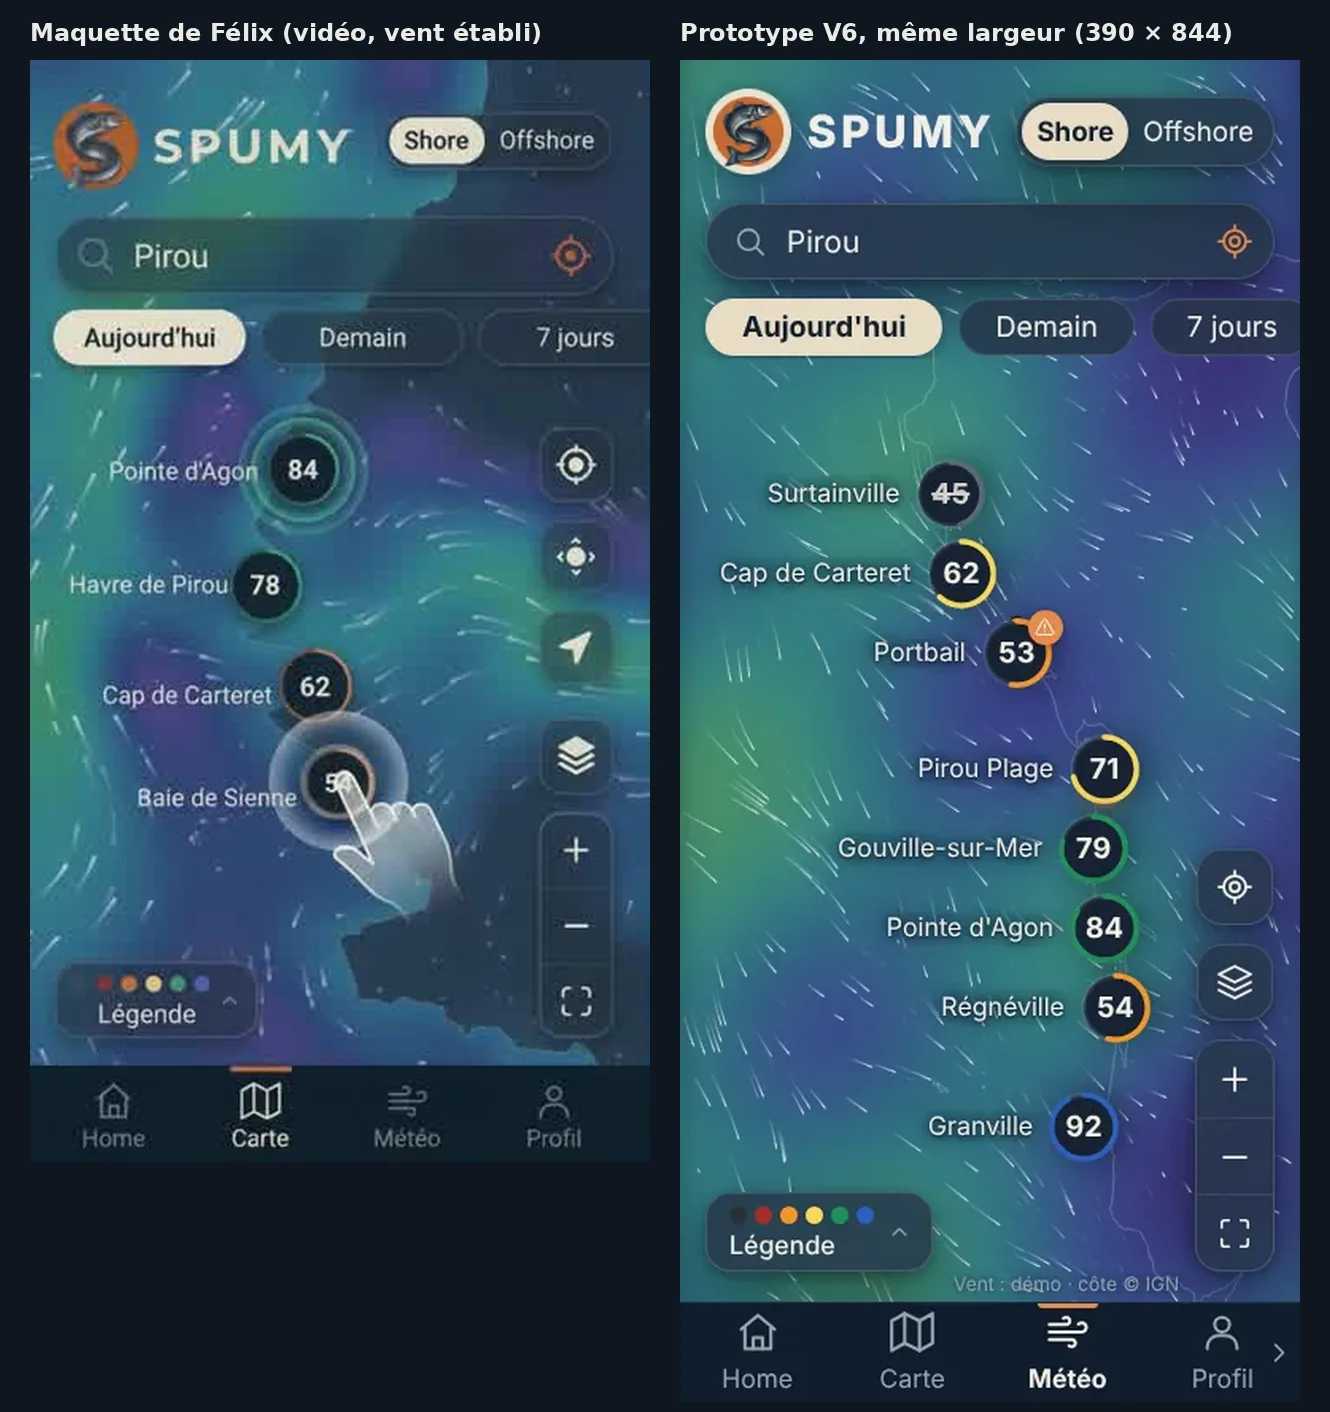 Maquette de Félix (vidéo, vent établi)
SPUMY
Shore Offshore
Pirou
Aujourd'hui Demain 7 jours
Pointe d'Agon 84
Havre de Pirou 78
Cap de Carteret 62
Baie de Sienne 54
Légende
Home Carte Météo Profil
Prototype V6, même largeur (390 × 844)
SPUMY
Shore Offshore
Pirou
Aujourd'hui Demain 7 jours
Surtainville 45
Cap de Carteret 62
Portbail 53
Pirou Plage 71
Gouville-sur-Mer 79
Pointe d'Agon 84
Régnéville 54
Granville 92
Légende
Vent : démo · côte © IGN
Home Carte Météo Profil